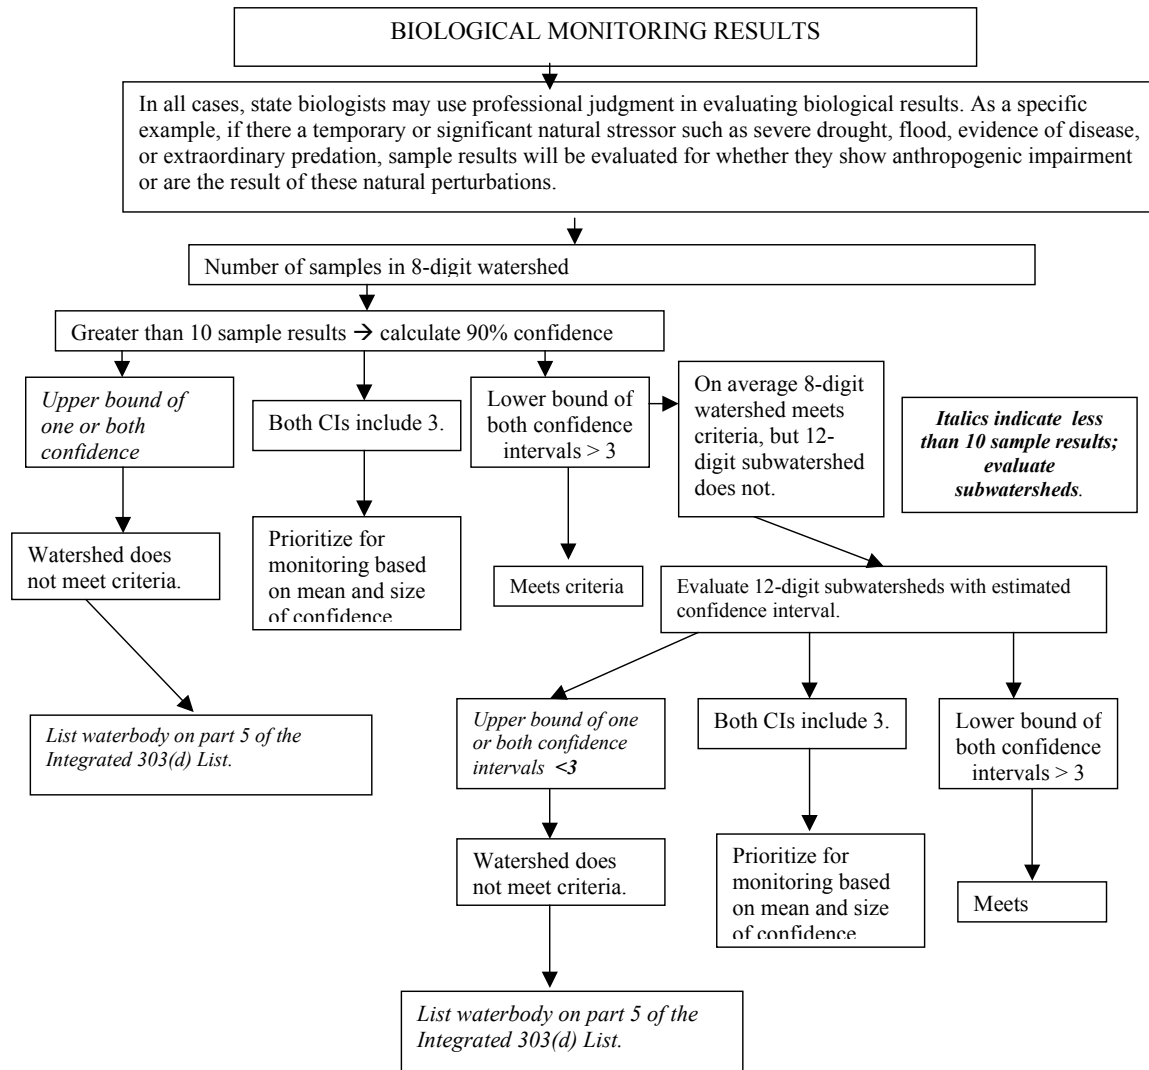 BIOLOGICAL MONITORING RESULTS
In all cases, state biologists may use professional judgment in evaluating biological results. As a specific
example, if there a temporary or significant natural stressor such as severe drought, flood, evidence of disease,
or extraordinary predation, sample results will be evaluated for whether they show anthropogenic impairment
or are the result of these natural perturbations.
Number of samples in 8-digit watershed
Greater than 10 sample results → calculate 90% confidence
Upper bound of
one or both
confidence
Both CIs include 3.
Lower bound of
both confidence
intervals > 3
On average 8-digit
watershed meets
criteria, but 12-
digit subwatershed
does not.
Italics indicate less
than 10 sample results;
evaluate
subwatersheds.
Watershed does
not meet criteria.
Prioritize for
monitoring based
on mean and size
of confidence
Meets criteria
Evaluate 12-digit subwatersheds with estimated
confidence interval.
List waterbody on part 5 of the
Integrated 303(d) List.
Upper bound of one
or both confidence
intervals <3
Both CIs include 3.
Lower bound of
both confidence
intervals > 3
Watershed does
not meet criteria.
Prioritize for
monitoring based
on mean and size
of confidence
Meets
List waterbody on part 5 of the
Integrated 303(d) List.